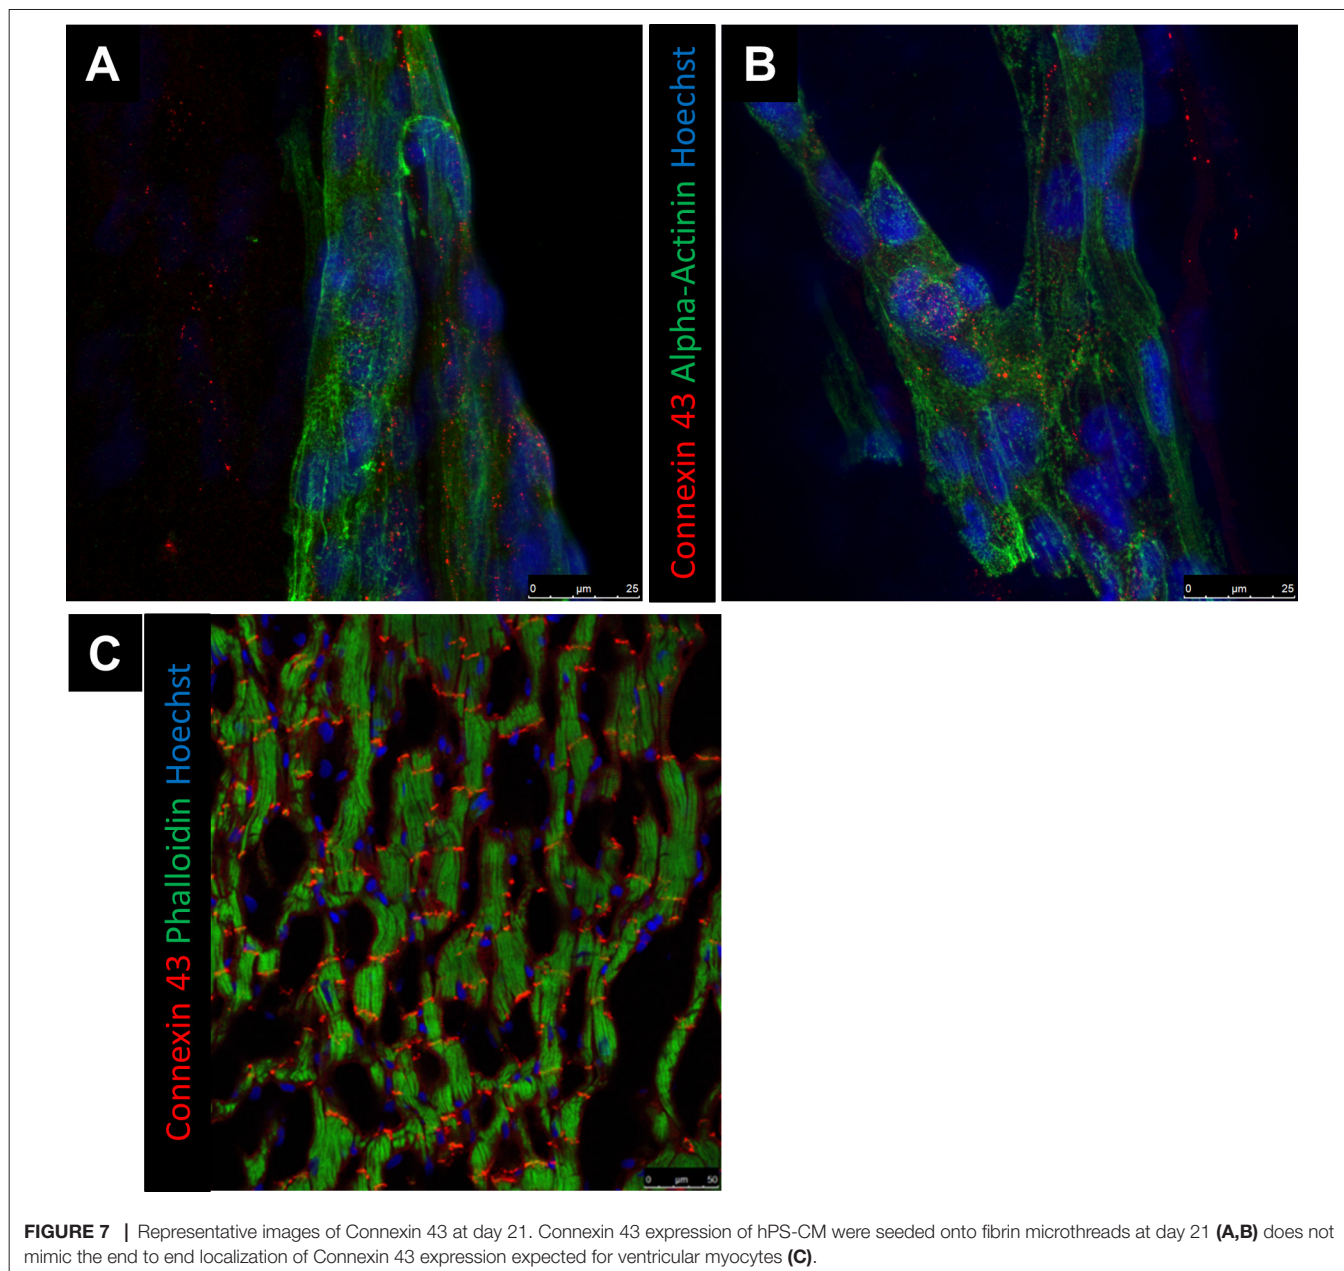 A
Connexin 43 Alpha-Actinin Hoechst
B
0 µm 25
0 µm 25
C
Connexin 43 Phalloidin Hoechst
0 µm 50
FIGURE 7 | Representative images of Connexin 43 at day 21. Connexin 43 expression of hPS-CM were seeded onto fibrin microthreads at day 21 (A,B) does not
mimic the end to end localization of Connexin 43 expression expected for ventricular myocytes (C).